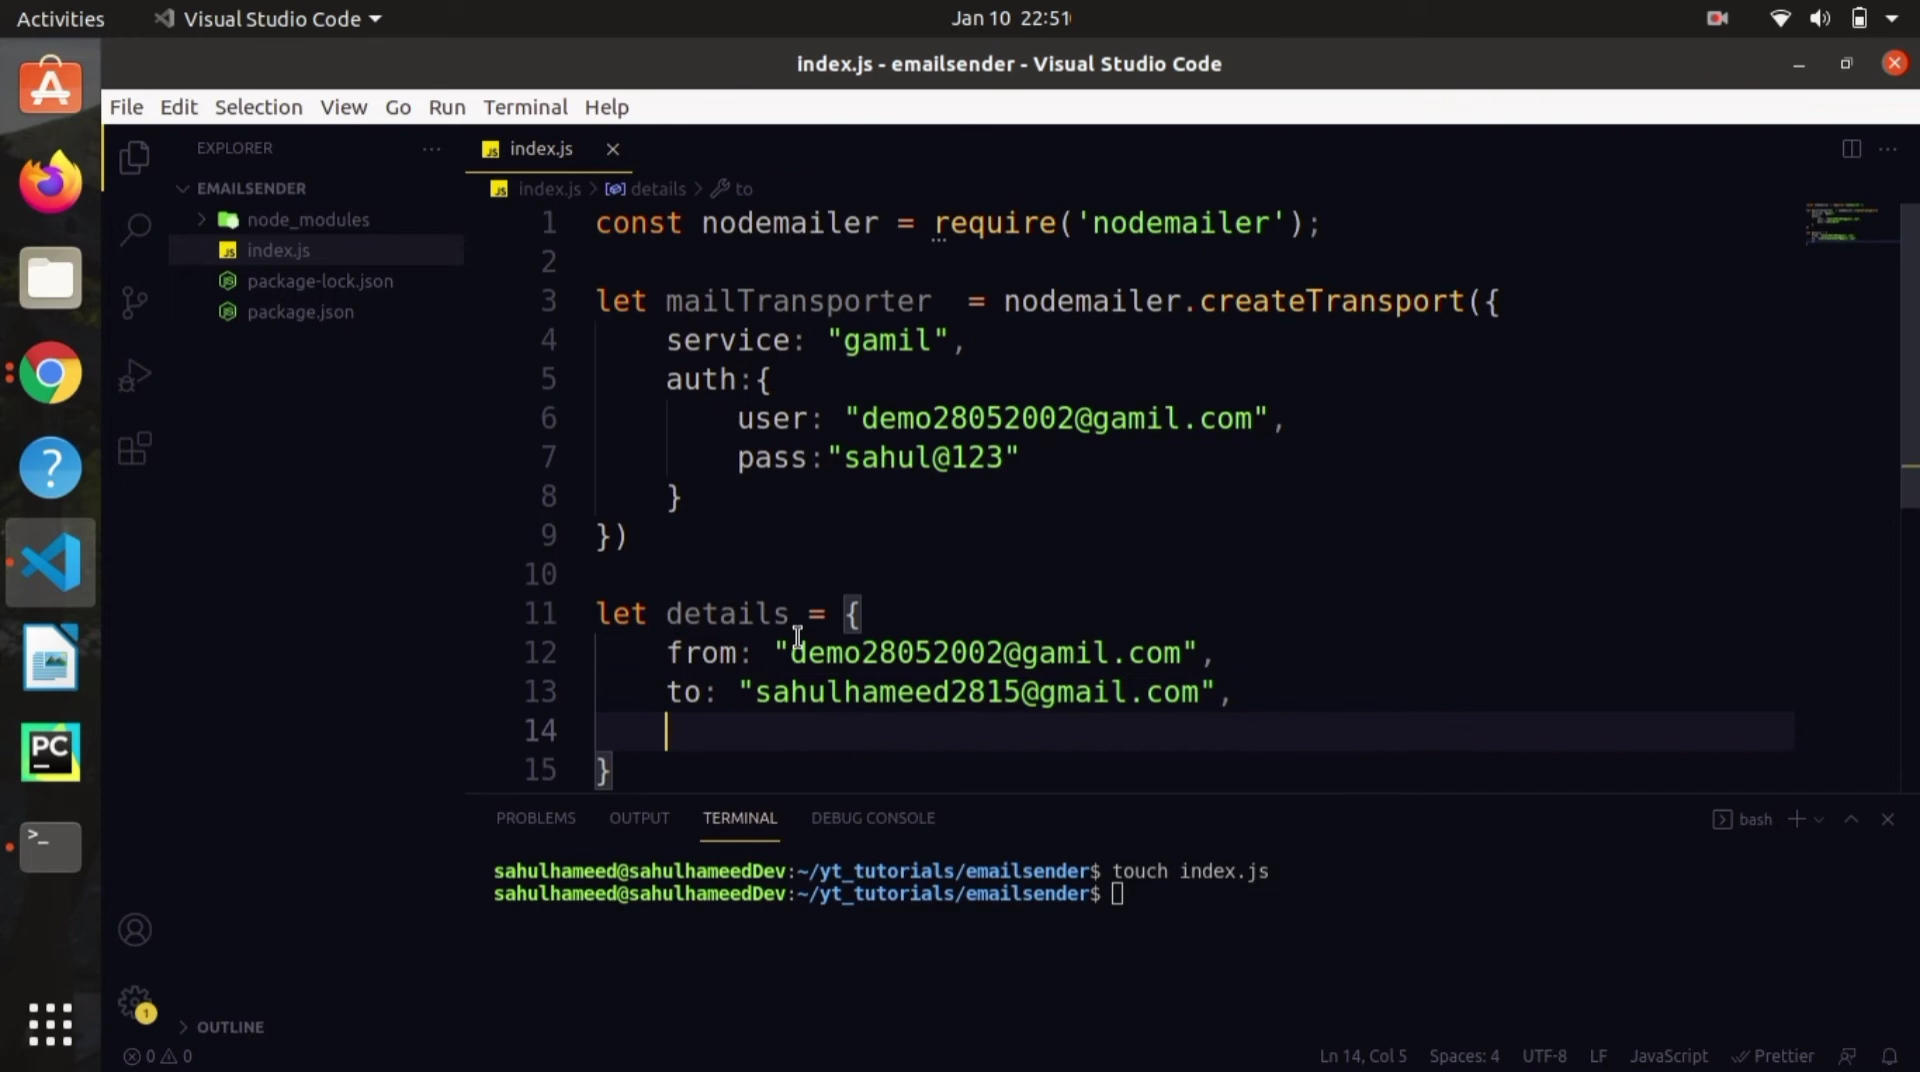 Activities
Visual Studio Code
Jan 10 22:51
index.js - emailsender - Visual Studio Code
File Edit Selection View Go Run Terminal Help
EXPLORER
index.js
EMAILSENDER
index.js > details > to
node_modules
index.js
package-lock.json
package.json
1 const nodemailer = require('nodemailer');
2
3 let mailTransporter  = nodemailer.createTransport({
4     service: "gamil",
5     auth:{
6         user: "demo28052002@gamil.com",
7         pass:"sahul@123"
8     }
9 })
10
11 let details = {
12     from: "demo28052002@gamil.com",
13     to: "sahulhameed2815@gmail.com",
14
15 }
PROBLEMS OUTPUT TERMINAL DEBUG CONSOLE
bash
sahulhameed@sahulhameedDev:~/yt_tutorials/emailsender$ touch index.js
sahulhameed@sahulhameedDev:~/yt_tutorials/emailsender$
PC
1
OUTLINE
0 0
Ln 14, Col 5 Spaces: 4 UTF-8 LF JavaScript Prettier